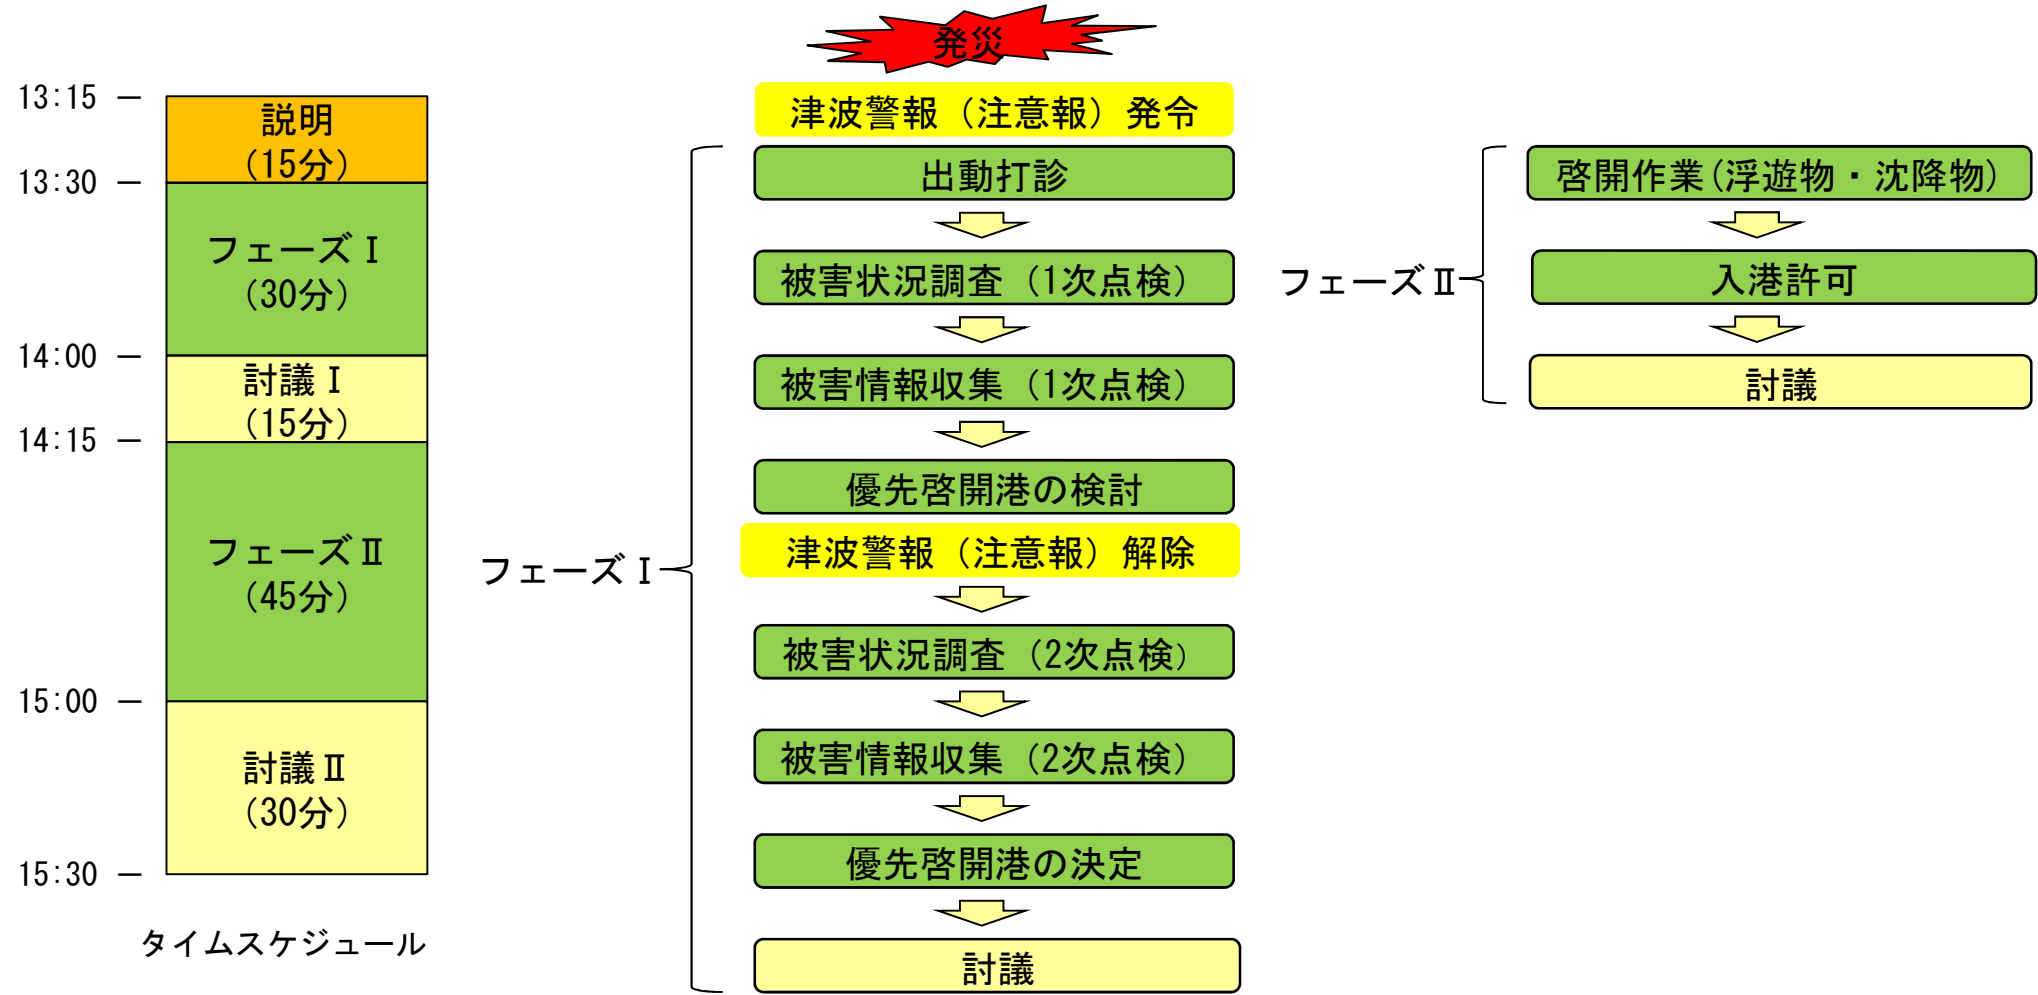 13:15
説明
(15分)
13:30
フェーズⅠ
(30分)
14:00
討議Ⅰ
(15分)
14:15
フェーズⅡ
(45分)
15:00
討議Ⅱ
(30分)
15:30
タイムスケジュール
発災
津波警報（注意報）発令
フェーズⅠ
出動打診
被害状況調査（1次点検）
被害情報収集（1次点検）
優先啓開港の検討
津波警報（注意報）解除
被害状況調査（2次点検）
被害情報収集（2次点検）
優先啓開港の決定
討議
フェーズⅡ
啓開作業(浮遊物・沈降物)
入港許可
討議